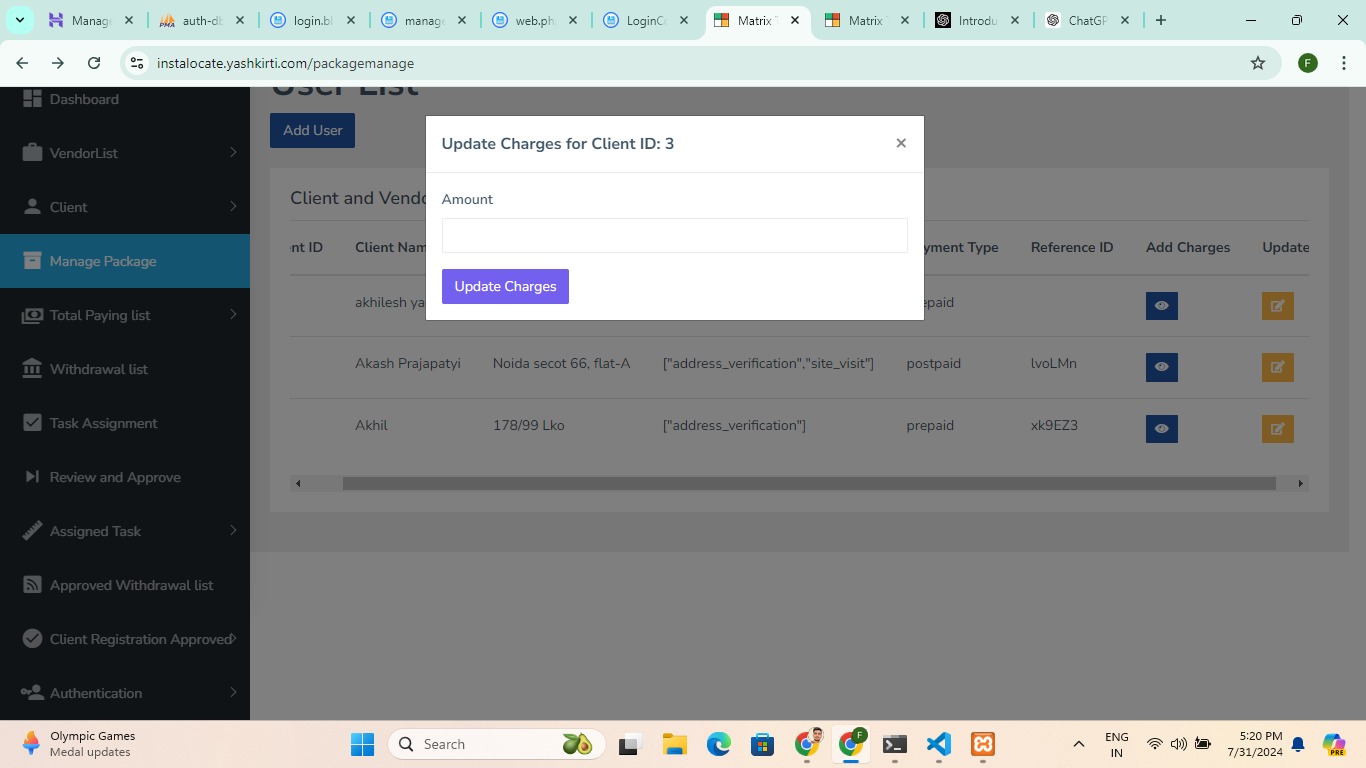 Manage
auth-db
login.bl
manage
web.ph
LoginCo
Matrix T
Matrix T
Introdu
ChatGP
instalocate.yashkirti.com/packagemanage
F
User List
Add User
Dashboard
VendorList
Client
Manage Package
Total Paying list
Withdrawal list
Task Assignment
Review and Approve
Assigned Task
Approved Withdrawal list
Client Registration Approved
Authentication
Update Charges for Client ID: 3
×
Amount
Update Charges
Client and Vendo
nt ID Client Nam yment Type Reference ID Add Charges Update
akhilesh ya epaid
Akash Prajapatyi Noida secot 66, flat-A ["address_verification","site_visit"] postpaid lvoLMn
Akhil 178/99 Lko ["address_verification"] prepaid xk9EZ3
Olympic Games
Medal updates
Search
F
ENG
IN
5:20 PM
7/31/2024
PRE